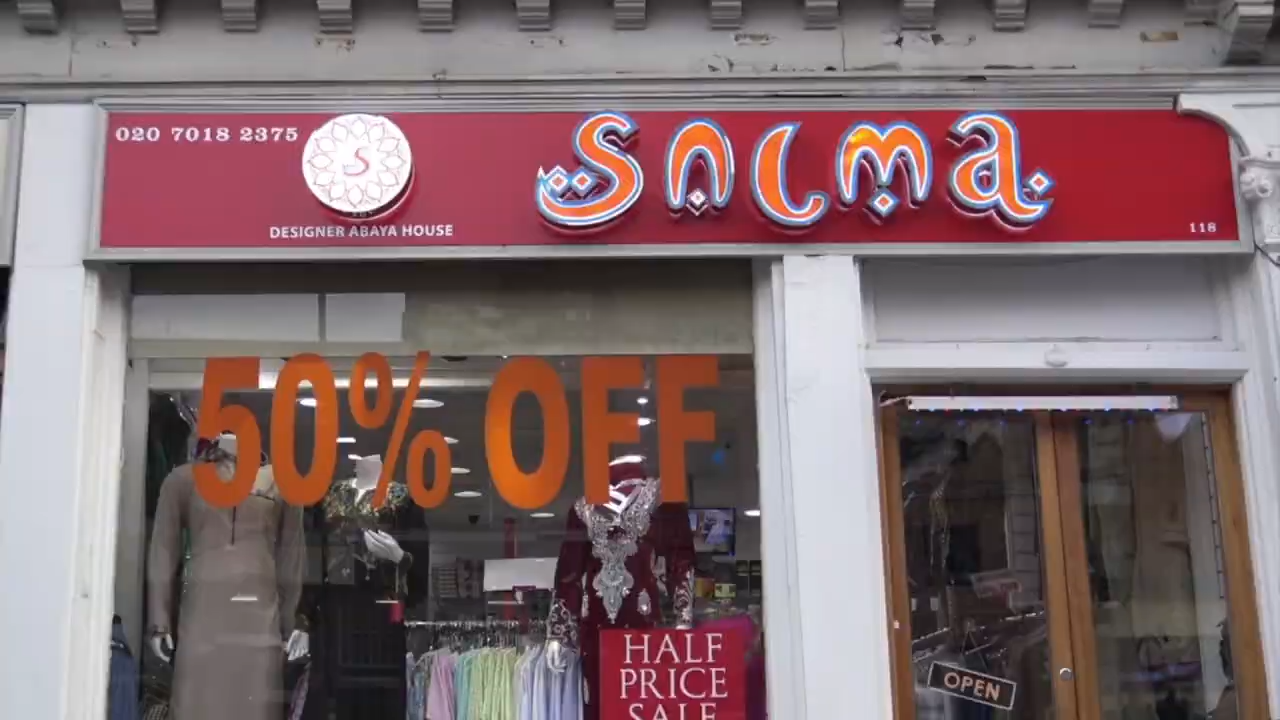 020 7018 2375
S
DESIGNER ABAYA HOUSE
Salma
118
50% OFF
HALF
PRICE
SALE
OPEN